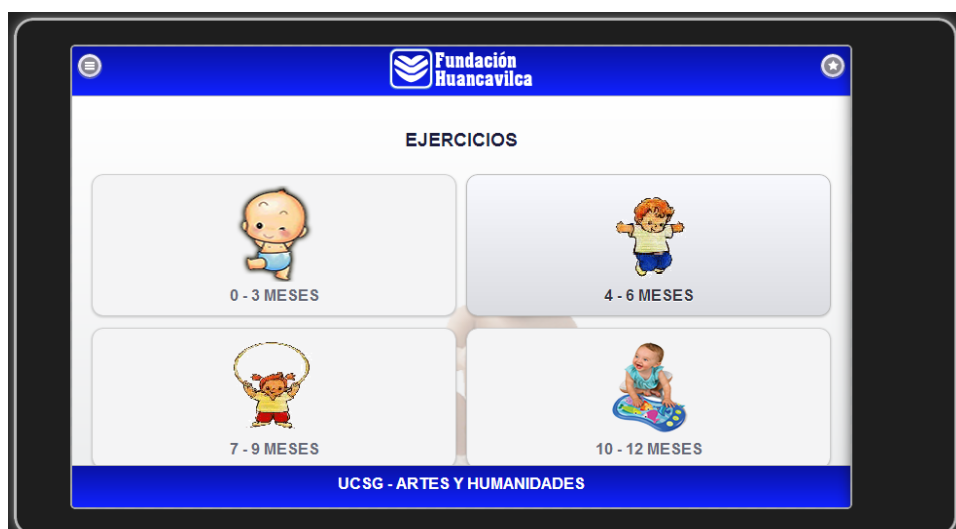 Fundación
Huancavilca
EJERCICIOS
0 - 3 MESES
4 - 6 MESES
7 - 9 MESES
10 - 12 MESES
UCSG - ARTES Y HUMANIDADES